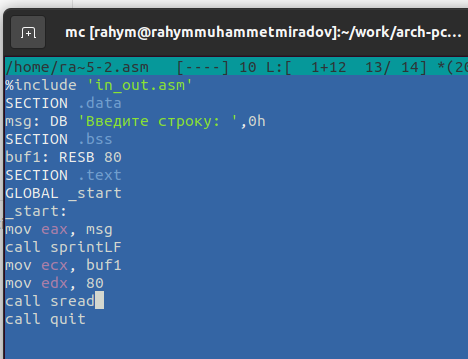 mc [rahym@rahymmuhammetmiradov]:~/work/arch-pc…
/home/ra~5-2.asm   [----] 10 L:[  1+12  13/ 14] *(20
%include 'in_out.asm'
SECTION .data
msg: DB 'Введите строку: ',0h
SECTION .bss
buf1: RESB 80
SECTION .text
GLOBAL _start
_start:
mov eax, msg
call sprintLF
mov ecx, buf1
mov edx, 80
call sread
call quit